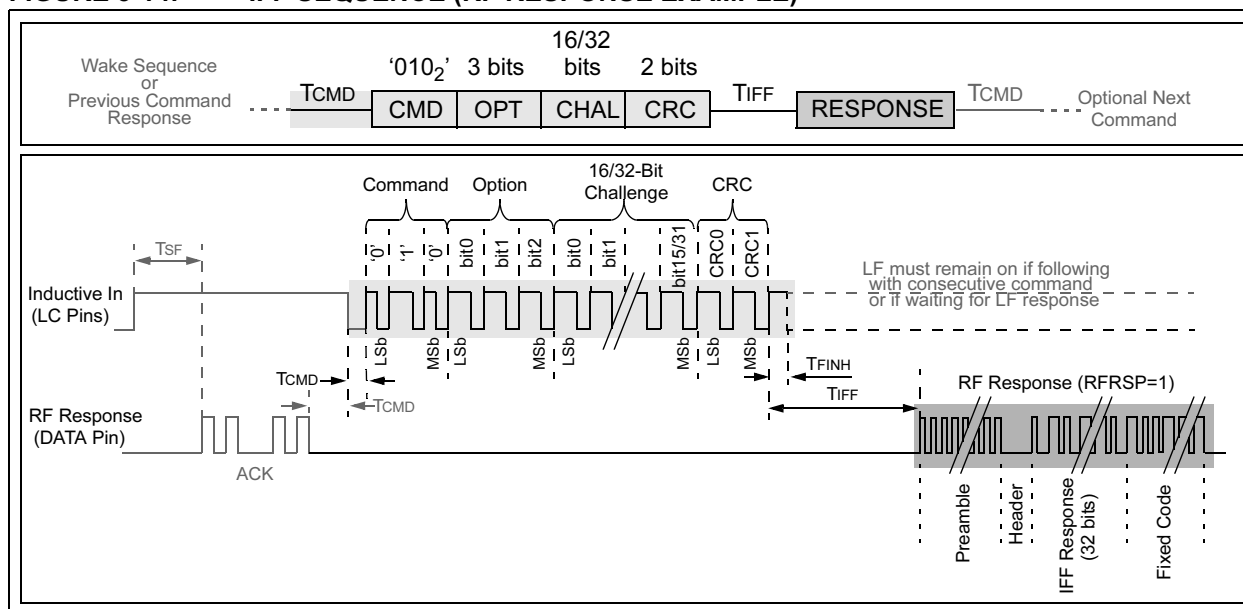 FIGURE
IFF SEQUENCE (RF RESPONSE EXAMPLE)
Wake Sequence
or
Previous Command
Response
TCMD
'010₂'
3 bits
16/32
bits
2 bits
CMD
OPT
CHAL
CRC
TIFF
RESPONSE
TCMD
Optional Next
Command
Command
Option
16/32-Bit
Challenge
CRC
'0'
'1'
'0'
bit0
bit1
bit2
bit0
bit1
bit15/31
CRC0
CRC1
TSF
Inductive In
(LC Pins)
LF must remain on if following
with consecutive command
or if waiting for LF response
LSb
MSb
LSb
MSb
LSb
MSb
LSb
MSb
TCMD
TCMD
TFINH
TIFF
RF Response (RFRSP=1)
RF Response
(DATA Pin)
ACK
Preamble
Header
IFF Response
(32 bits)
Fixed Code